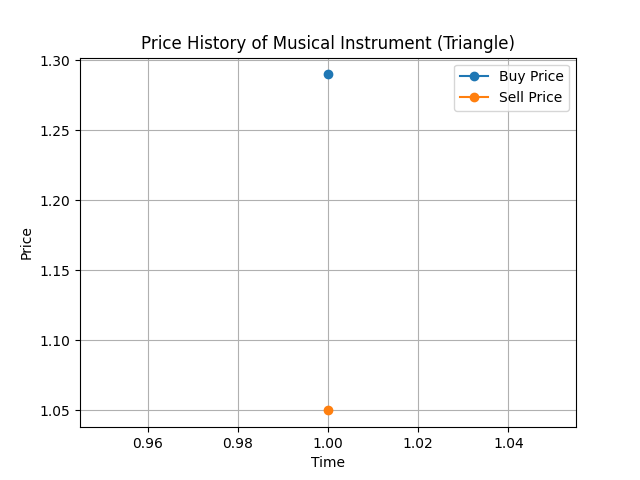 Price History of Musical Instrument (Triangle)
Buy Price
Sell Price
1.30
1.25
1.20
1.15
1.10
1.05
Price
0.96 0.98 1.00 1.02 1.04
Time